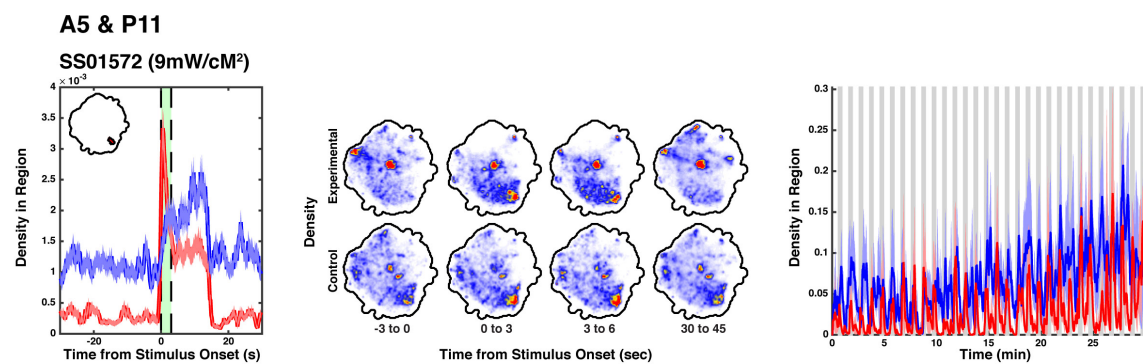 A5 & P11
SS01572 (9mW/cM²)
× 10⁻³
4
3.5
3
2.5
2
1.5
1
0.5
0
-20
0
20
Density in Region
Time from Stimulus Onset (s)
Density
Experimental
Control
-3 to 0
0 to 3
3 to 6
30 to 45
Time from Stimulus Onset (sec)
Density in Region
0.3
0.25
0.2
0.15
0.1
0.05
0
0
5
10
15
20
25
Time (min)